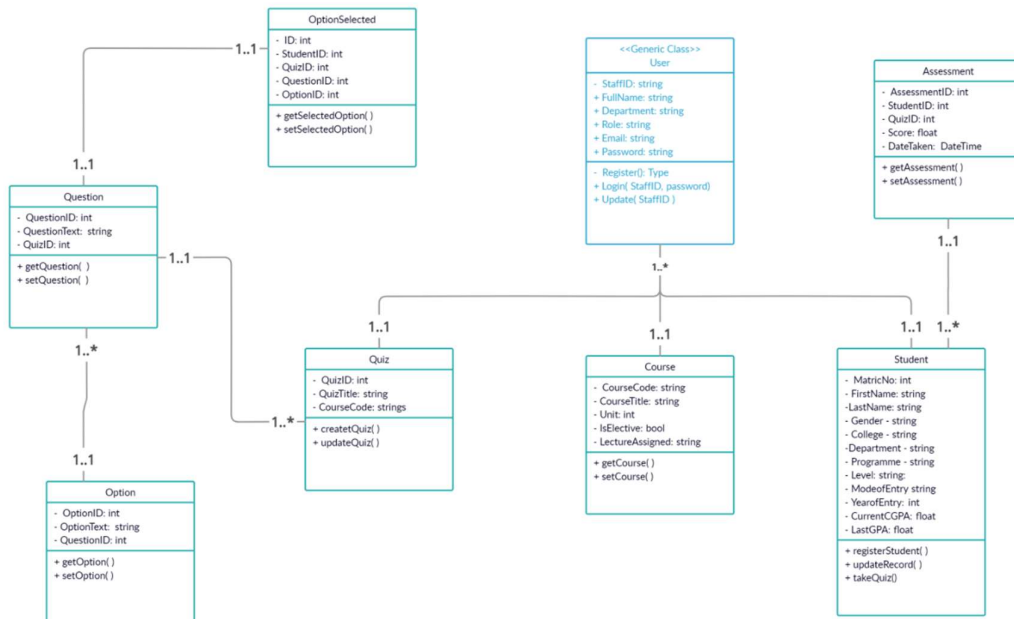 OptionSelected
- ID: int
- StudentID: int
- QuizID: int
- QuestionID: int
- OptionID: int
+ getSelectedOption( )
+ setSelectedOption( )
1..1
1..1
Question
- QuestionID: int
- QuestionText: string
- QuizID: int
+ getQuestion( )
+ setQuestion( )
1..1
1..*
1..*
1..1
Option
- OptionID: int
- OptionText: string
- QuestionID: int
+ getOption( )
+ setOption( )
<<Generic Class>>
User
- StaffID: string
+ FullName: string
+ Department: string
+ Role: string
+ Email: string
+ Password: string
- Register(): Type
+ Login( StaffID, password)
+ Update( StaffID )
1..*
1..1
1..1
1..1
Quiz
- QuizID: int
- QuizTitle: string
- CourseCode: strings
+ createtQuiz( )
+ updateQuiz( )
Course
- CourseCode: string
- CourseTitle: string
- Unit: int
- IsElective: bool
- LectureAssigned: string
+ getCourse( )
+ setCourse( )
Assessment
- AssessmentID: int
- StudentID: int
- QuizID: int
- Score: float
- DateTaken: DateTime
+ getAssessment( )
+ setAssessment( )
1..1
1..*
Student
- MatricNo: int
- FirstName: string
-LastName: string
- Gender - string
- College - string
-Department - string
- Programme - string
- Level: string:
- ModeofEntry string
- YearofEntry: int
- CurrentCGPA: float
- LastGPA: float
+registerStudent( )
+ updateRecord( )
+ takeQuiz()